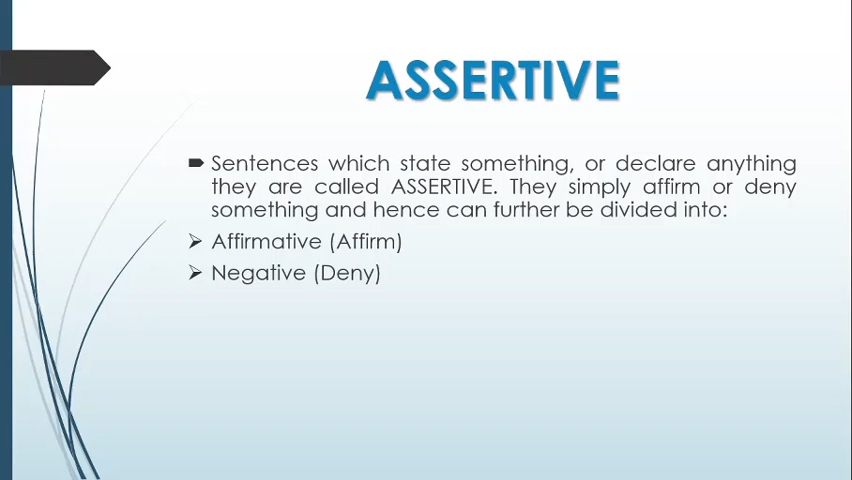 ASSERTIVE
Sentences which state something, or declare anything
they are called ASSERTIVE. They simply affirm or deny
something and hence can further be divided into:
Affirmative (Affirm)
Negative (Deny)